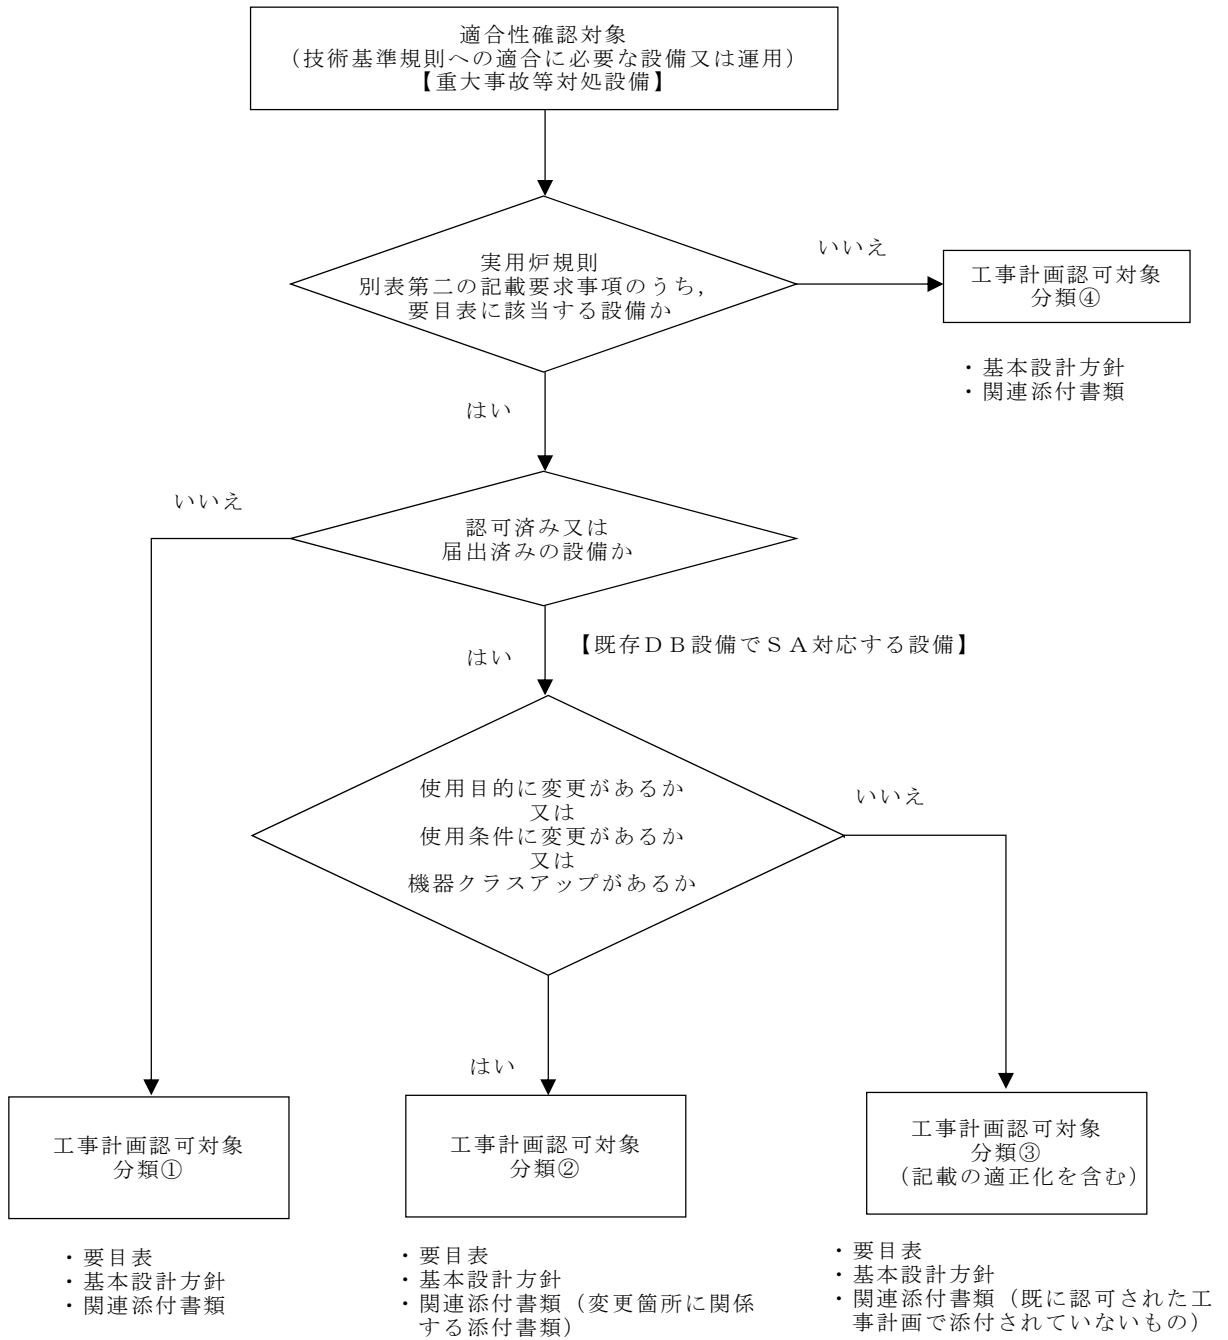 適合性確認対象
（技術基準規則への適合に必要な設備又は運用）
【重大事故等対処設備】
実用炉規則
別表第二の記載要求事項のうち，
要目表に該当する設備か
いいえ
工事計画認可対象
分類④
・基本設計方針
・関連添付書類
はい
いいえ
認可済み又は
届出済みの設備か
はい
【既存ＤＢ設備でＳＡ対応する設備】
使用目的に変更があるか
又は
使用条件に変更があるか
又は
機器クラスアップがあるか
いいえ
はい
工事計画認可対象
分類①
・要目表
・基本設計方針
・関連添付書類
工事計画認可対象
分類②
・要目表
・基本設計方針
・関連添付書類（変更箇所に関係
する添付書類）
工事計画認可対象
分類③
（記載の適正化を含む）
・要目表
・基本設計方針
・関連添付書類（既に認可された工
事計画で添付されていないもの）